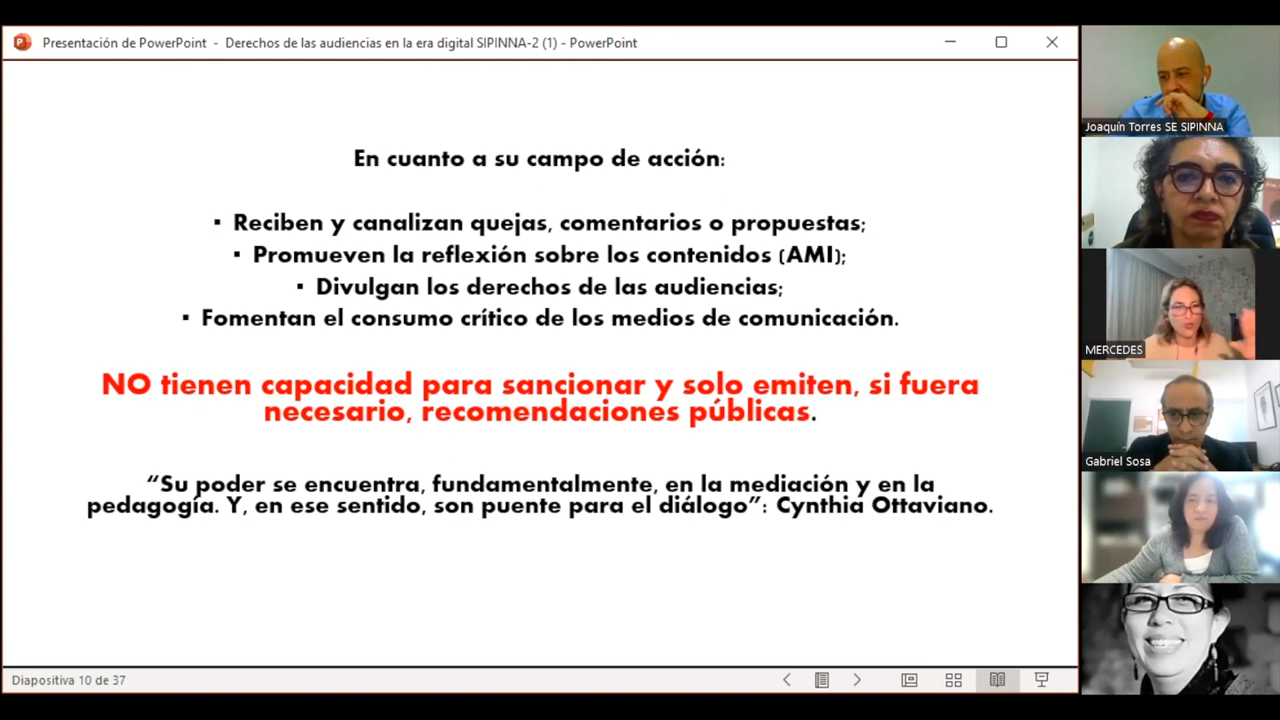 Presentación de PowerPoint - Derechos de las audiencias en la era digital SIPINNA-2 (1) - PowerPoint
En cuanto a su campo de acción:
▪ Reciben y canalizan quejas, comentarios o propuestas;
▪ Promueven la reflexión sobre los contenidos (AMI);
▪ Divulgan los derechos de las audiencias;
▪ Fomentan el consumo crítico de los medios de comunicación.
NO tienen capacidad para sancionar y solo emiten, si fuera
necesario, recomendaciones públicas.
“Su poder se encuentra, fundamentalmente, en la mediación y en la
pedagogía. Y, en ese sentido, son puente para el diálogo”: Cynthia Ottaviano.
Diapositiva 10 de 37
Joaquín Torres SE SIPINNA
MERCEDES
Gabriel Sosa